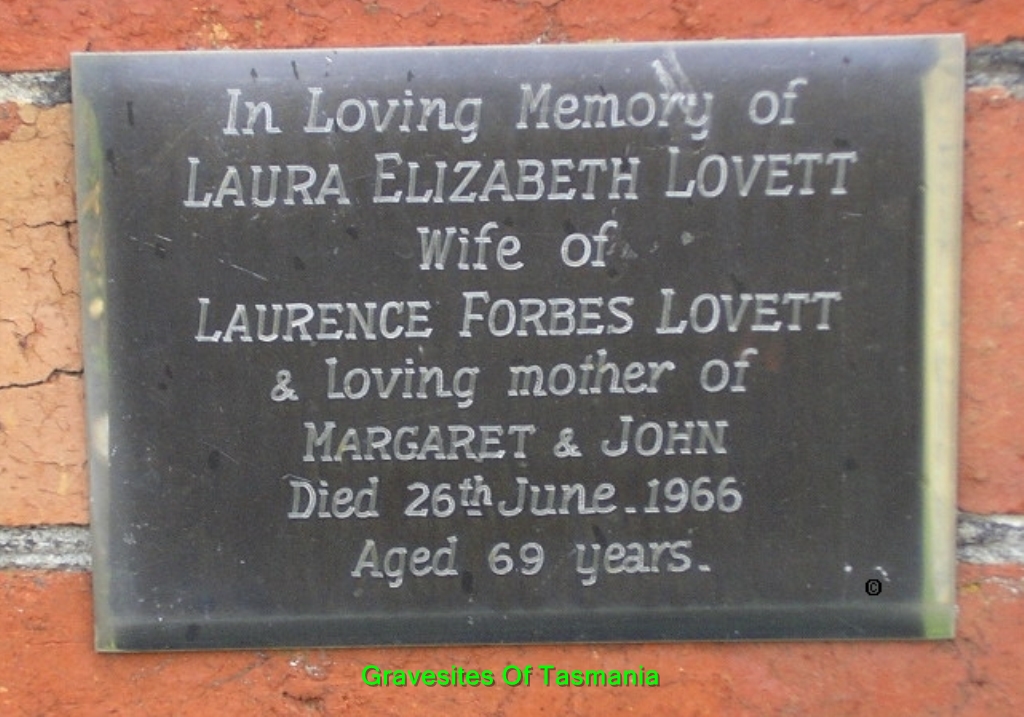 In Loving Memory of
LAURA ELIZABETH LOVETT
Wife of
LAURENCE FORBES LOVETT
& loving mother of
MARGARET & JOHN
Died 26th June. 1966
Aged 69 years.
©
Gravesites Of Tasmania